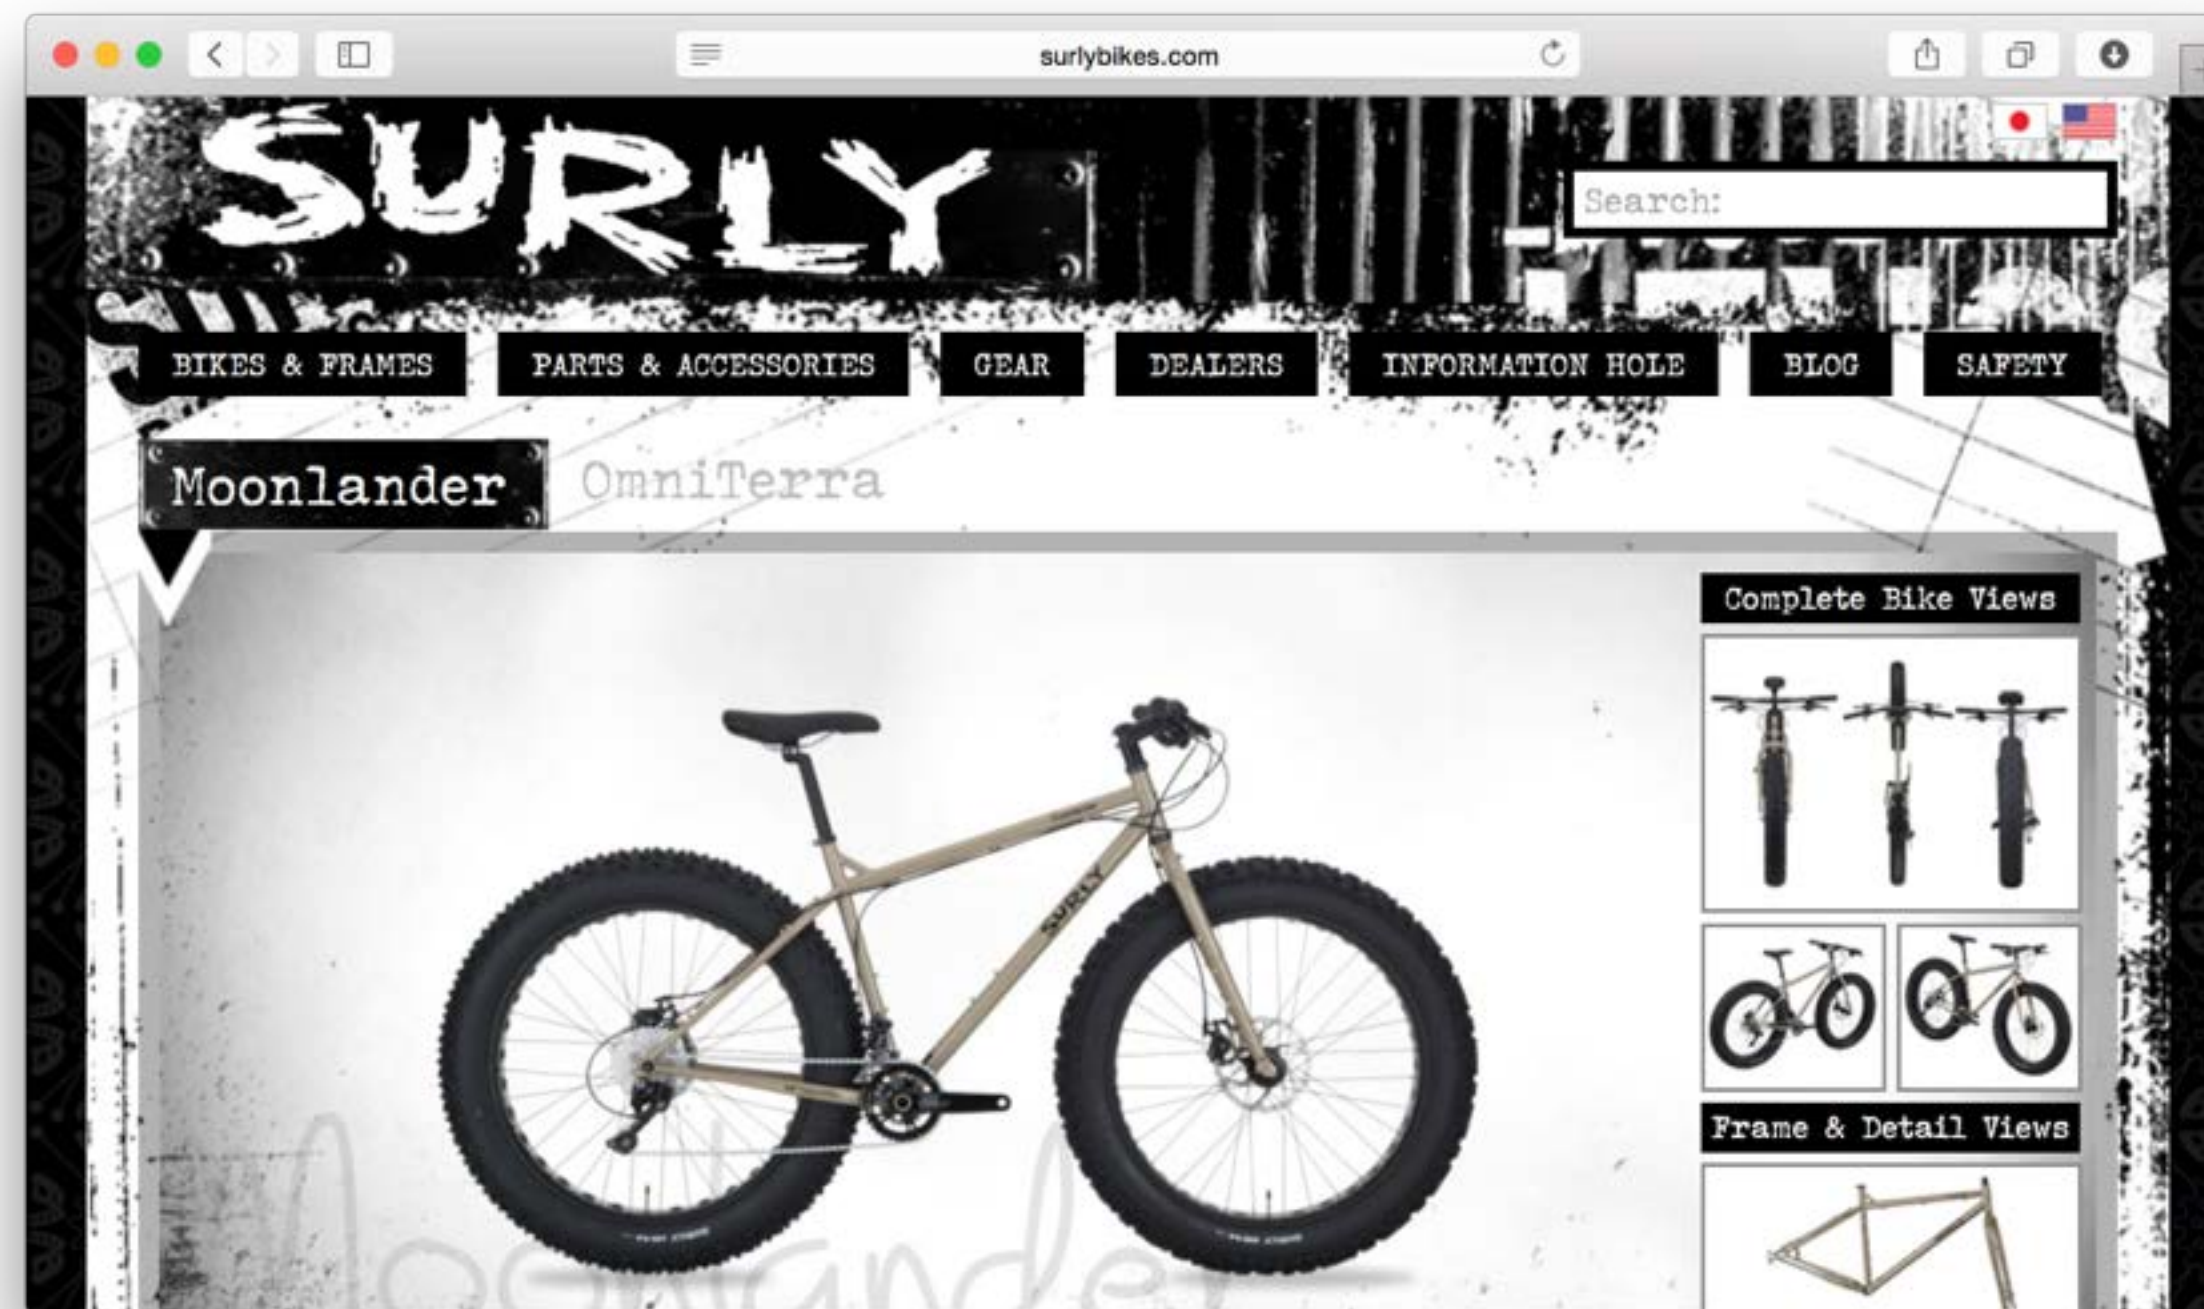 surlybikes.com
SURLY
Search:
BIKES & FRAMES PARTS & ACCESSORIES GEAR DEALERS INFORMATION HOLE BLOG SAFETY
Moonlander OmniTerra
Complete Bike Views
SURLY
Frame & Detail Views
Moonlander